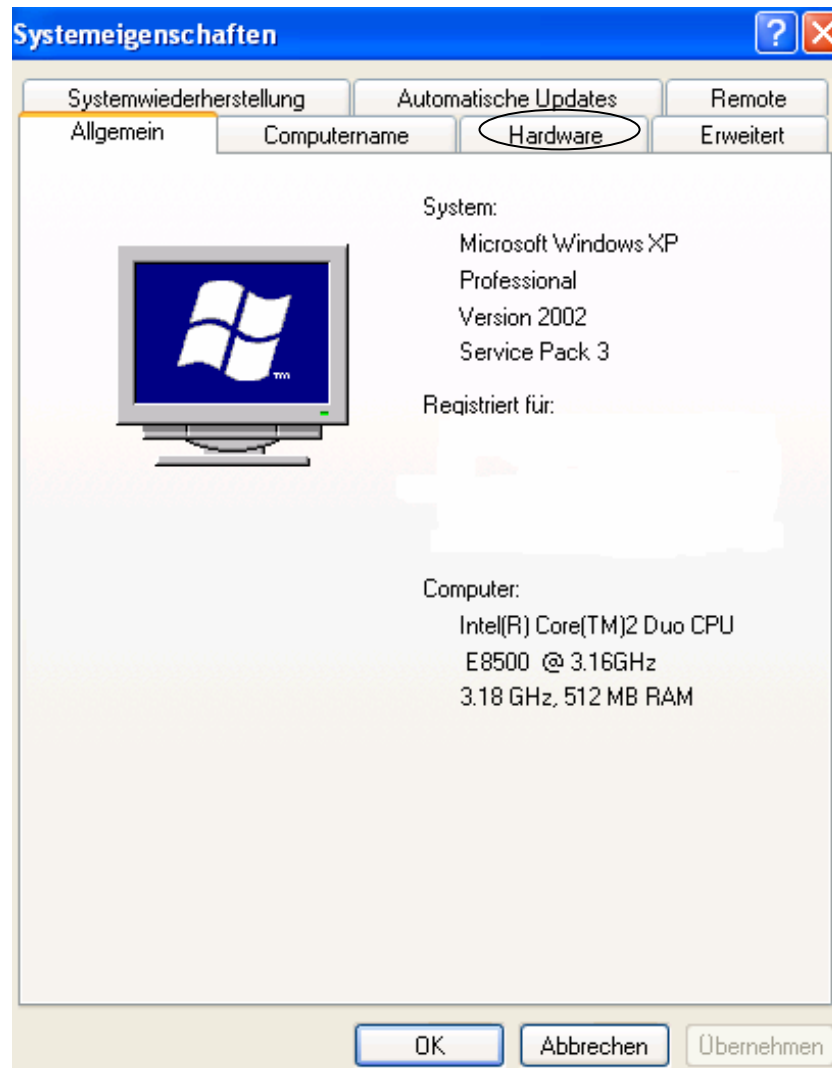 Systemeigenschaften
Systemwiederherstellung Automatische Updates Remote
Allgemein Computername Hardware Erweitert
System:
Microsoft Windows XP
Professional
Version 2002
Service Pack 3
TM
Registriert für:
Computer:
Intel(R) Core(TM)2 Duo CPU
E8500 @ 3.16GHz
3.18 GHz, 512 MB RAM
OK Abbrechen Übernehmen